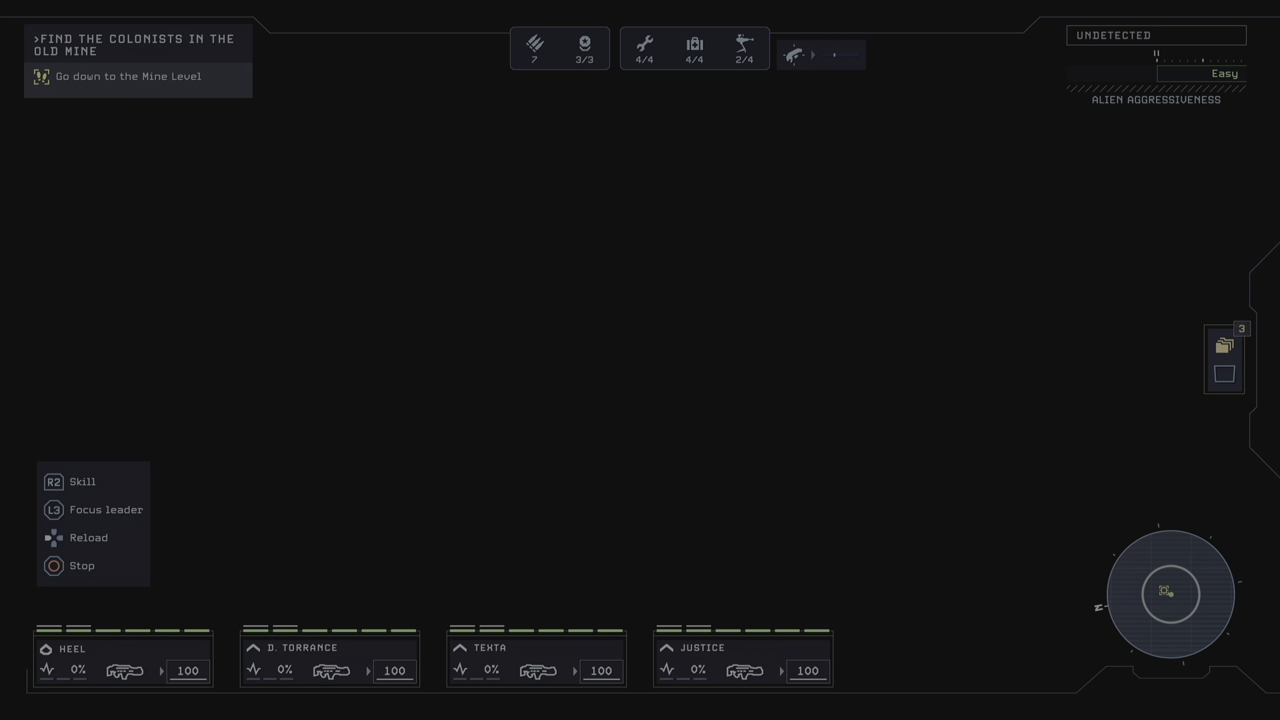 >FIND THE COLONISTS IN THE
OLD MINE
Go down to the Mine Level
7
3/3
4/4
4/4
2/4
UNDETECTED
Easy
ALIEN AGGRESSIVENESS
3
R2 Skill
L3 Focus leader
Reload
Stop
N
HEEL
0%
100
D. TORRANCE
0%
100
TEXTA
0%
100
JUSTICE
0%
100